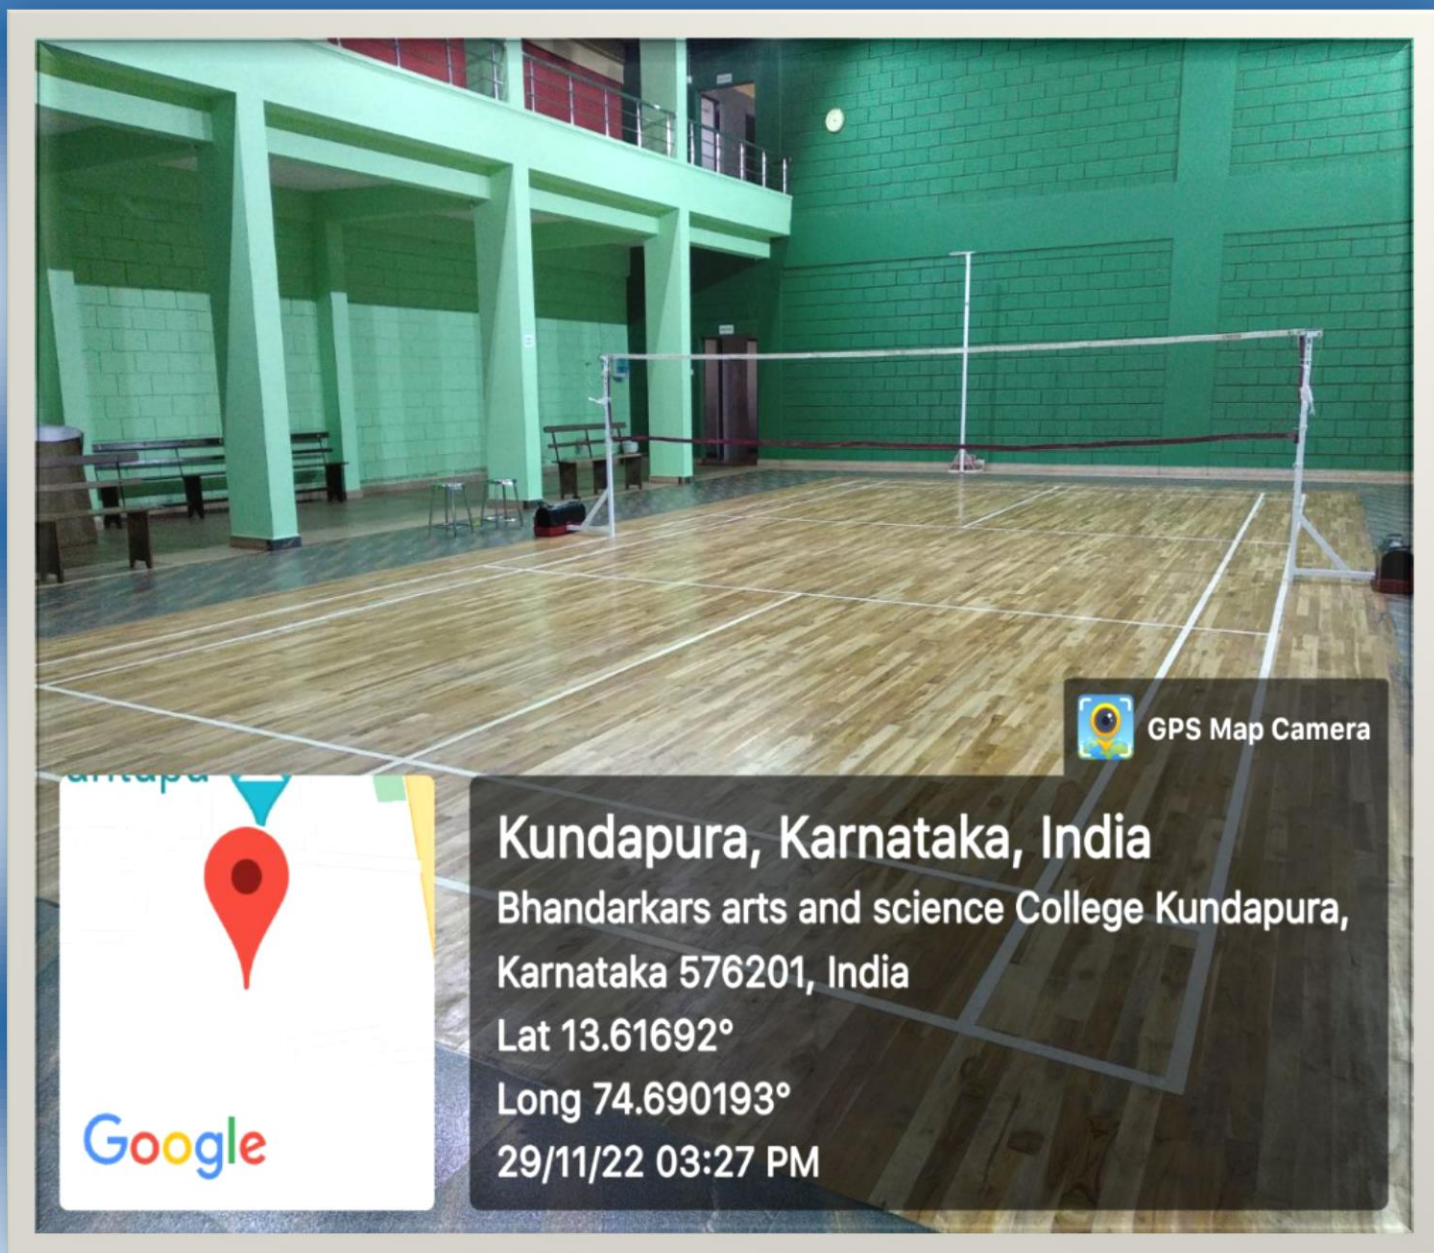 GPS Map Camera
Kundapura, Karnataka, India
Bhandarkars arts and science College Kundapura,
Karnataka 576201, India
Lat 13.61692°
Long 74.690193°
29/11/22 03:27 PM
Google